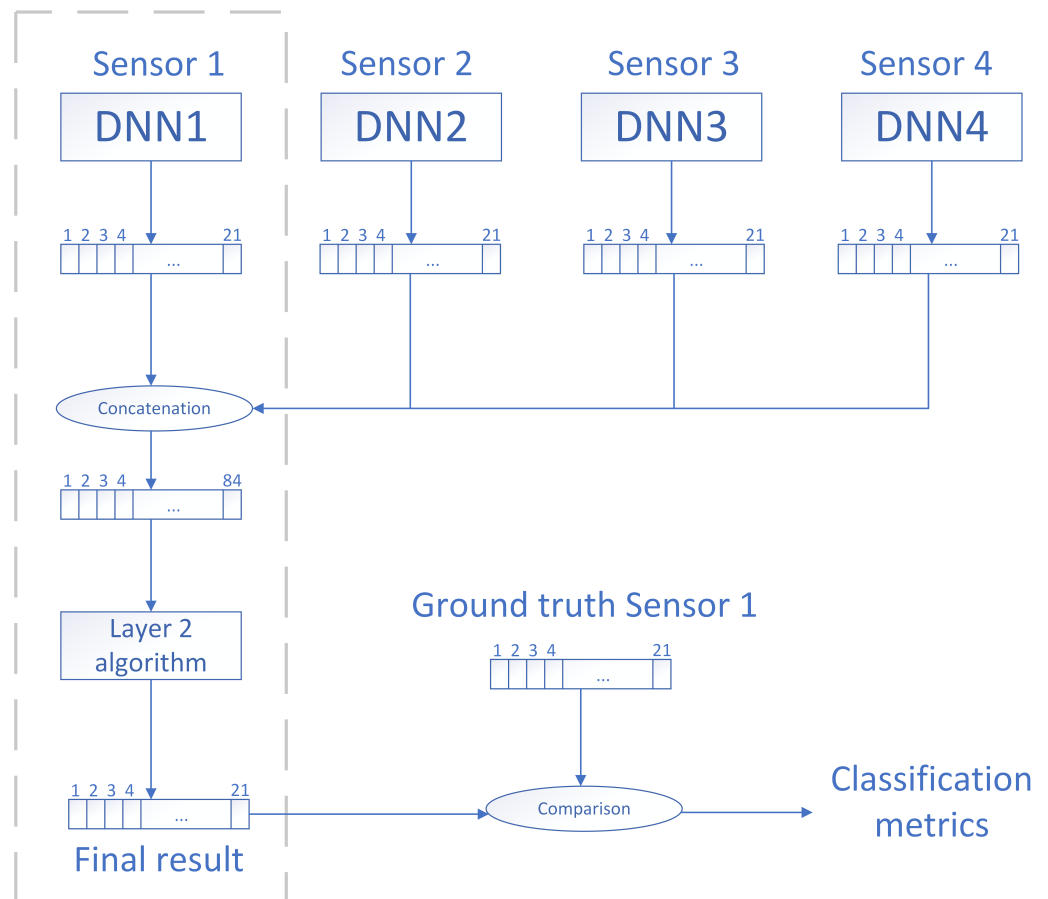 Sensor 1
Sensor 2
Sensor 3
Sensor 4
DNN1
DNN2
DNN3
DNN4
1 2 3 4 21
1 2 3 4 21
1 2 3 4 21
1 2 3 4 21
...
...
...
...
Concatenation
1 2 3 4 84
...
Layer 2
algorithm
Ground truth Sensor 1
1 2 3 4 21
...
1 2 3 4 21
...
Final result
Comparison
Classification
metrics